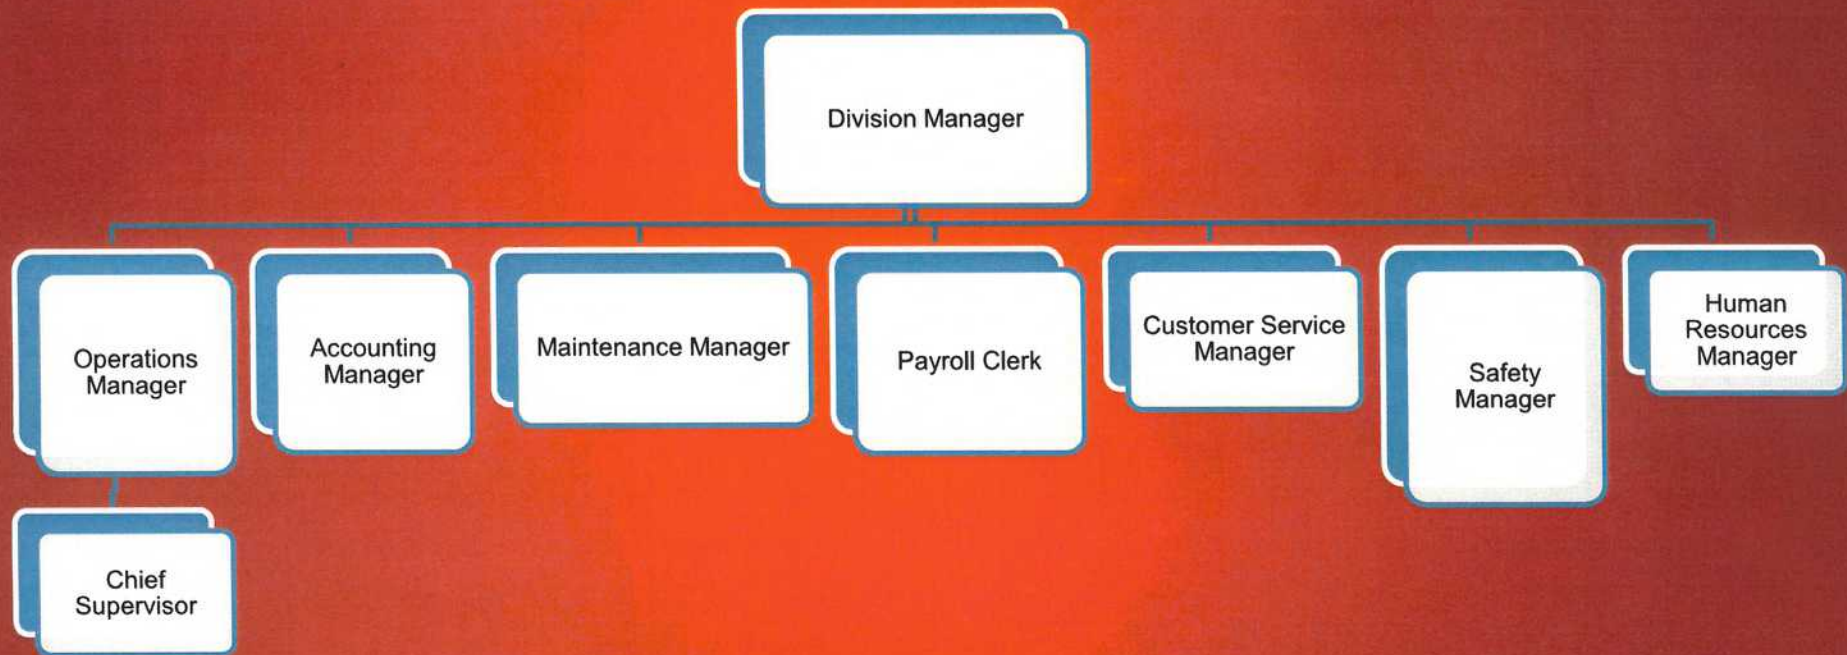 Division Manager
Operations
Manager
Accounting
Manager
Maintenance Manager
Payroll Clerk
Customer Service
Manager
Safety
Manager
Human
Resources
Manager
Chief
Supervisor